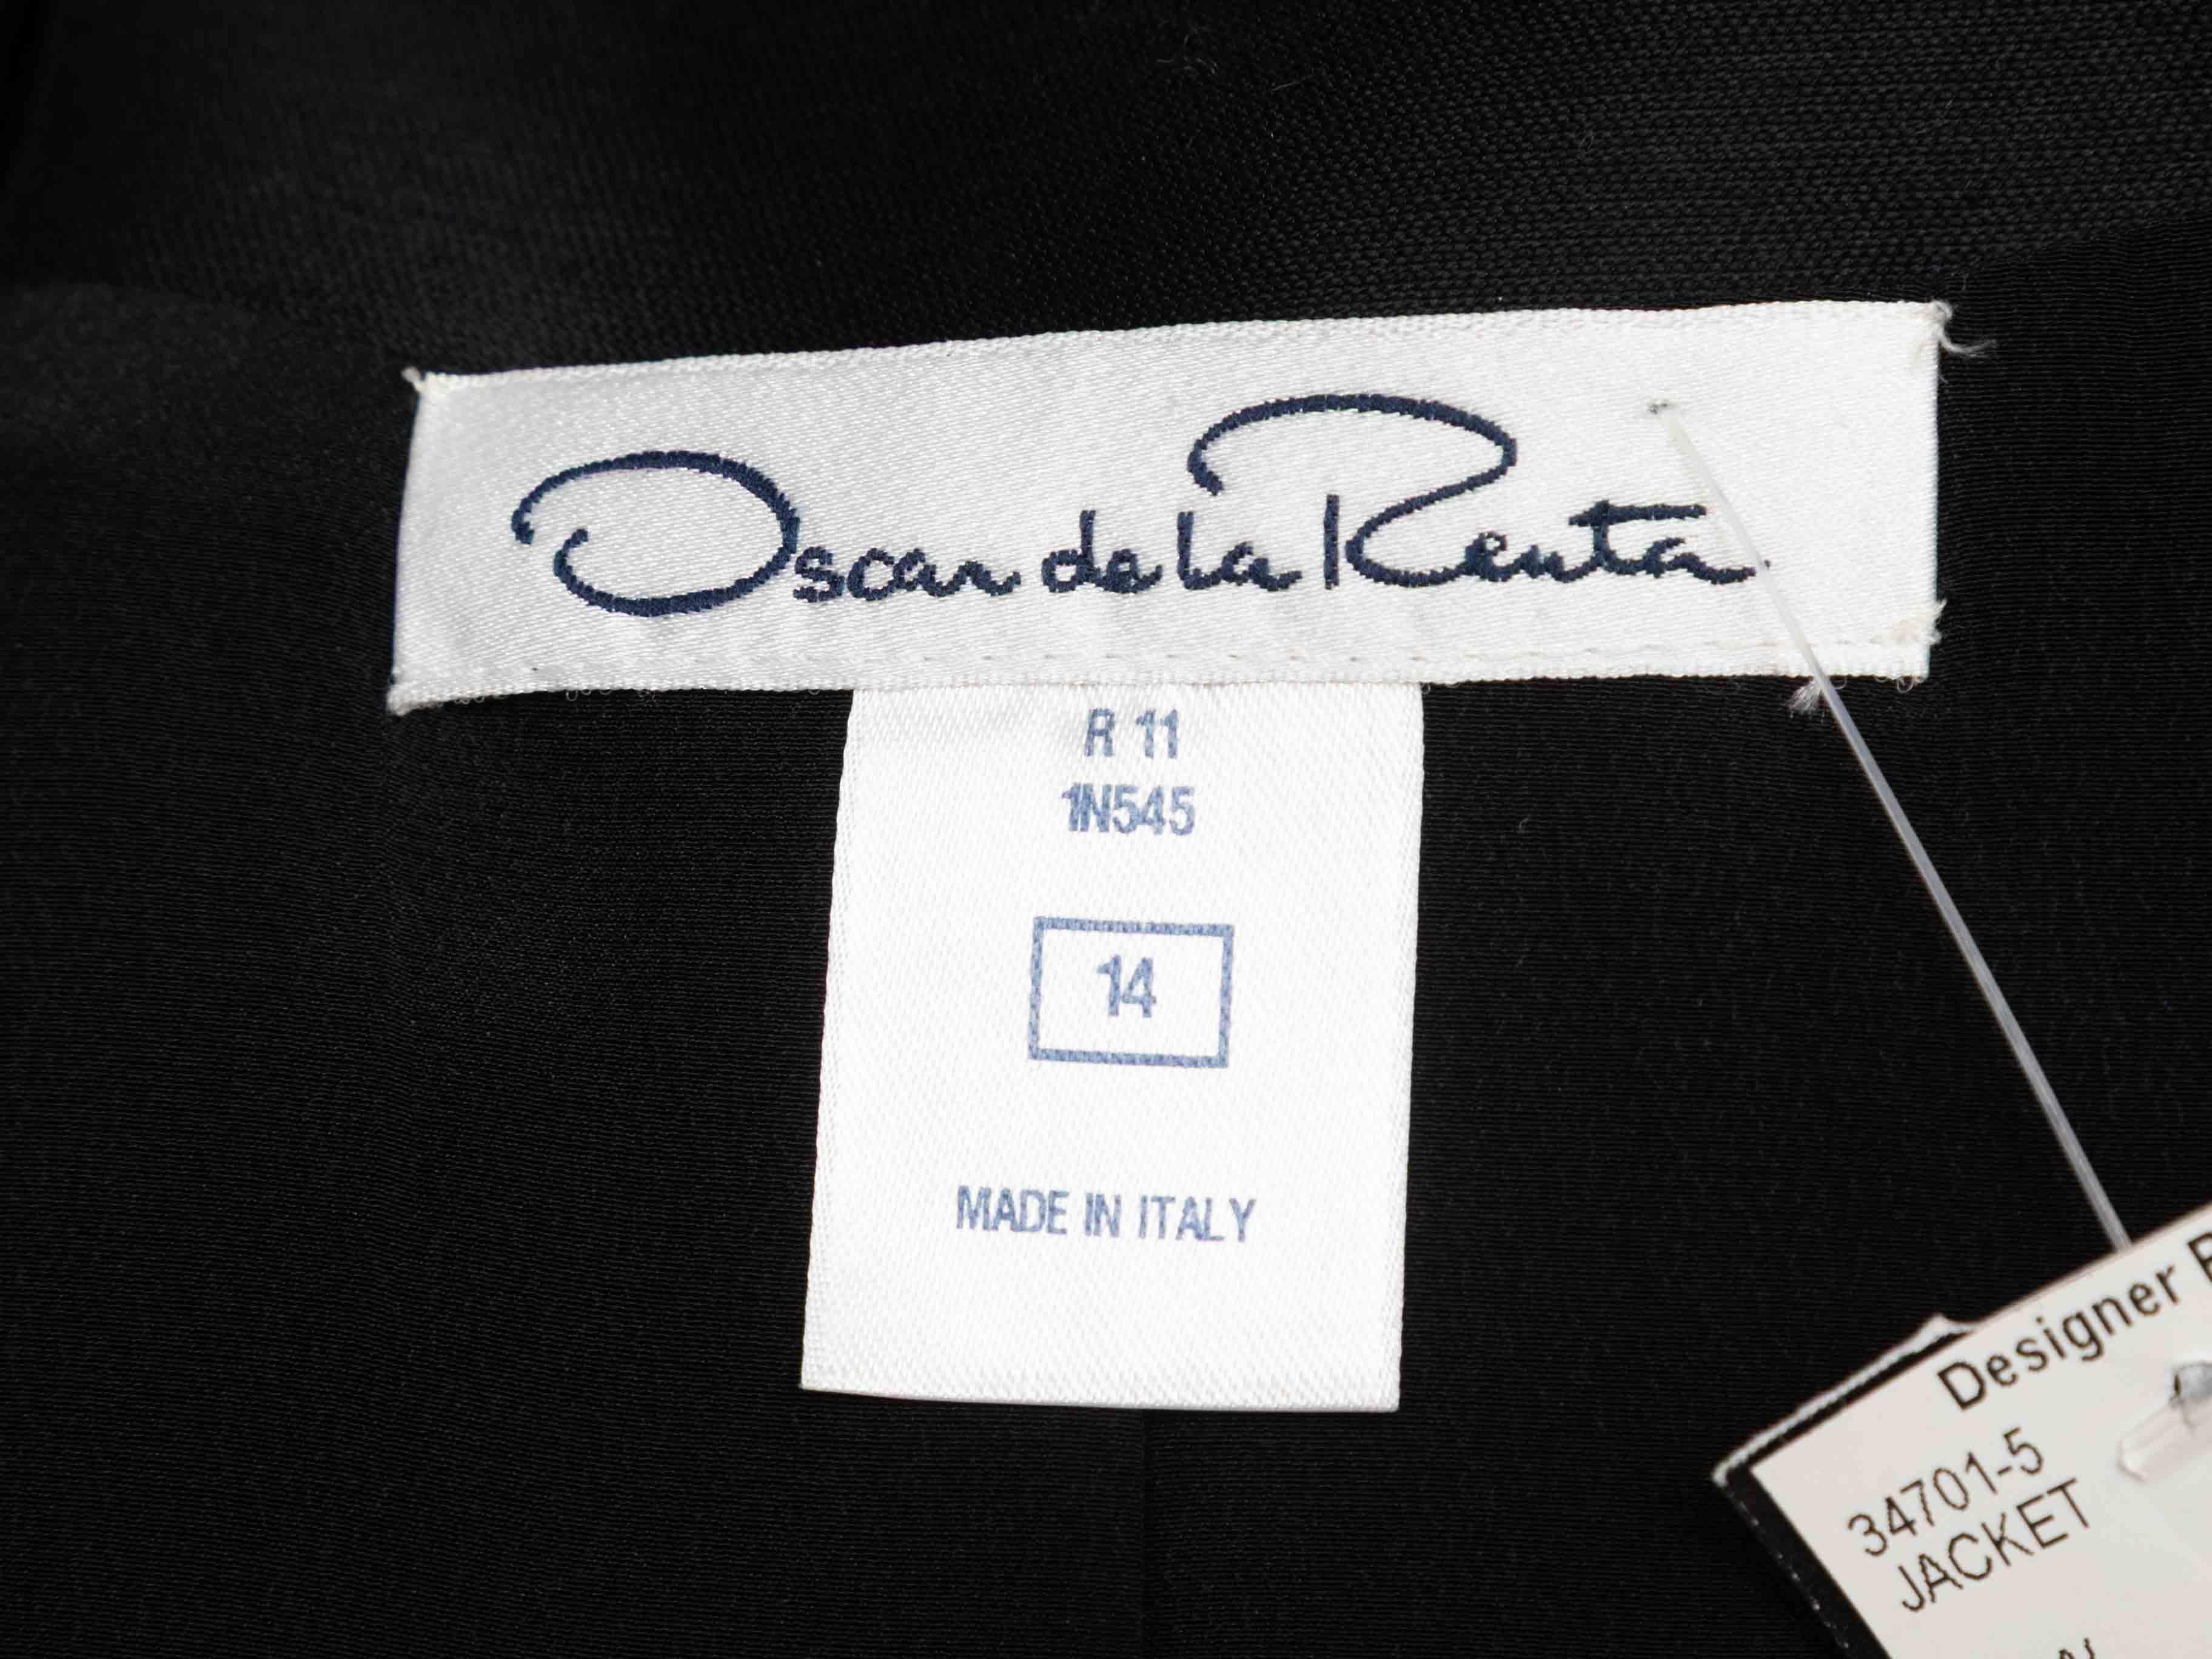 Oscar de la Renta
R 11
1N545
14
MADE IN ITALY
Designer
34701-5
JACKET